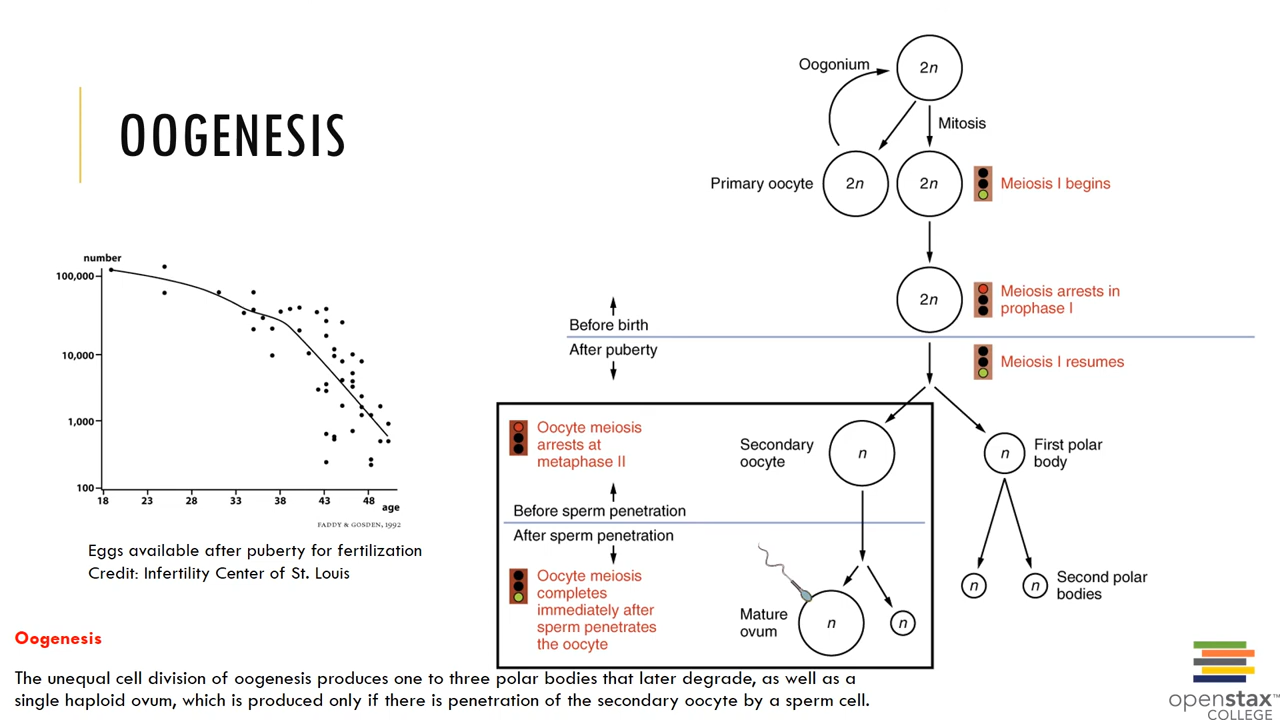 OOGENESIS
number
100,000
10,000
1,000
100
18 23 28 33 38 43 48
age
FADDY & GOSDEN, 1992
Eggs available after puberty for fertilization
Credit: Infertility Center of St. Louis
Oogonium
2n
Mitosis
Primary oocyte
2n
2n
Meiosis I begins
2n
Meiosis arrests in
prophase I
Before birth
After puberty
Meiosis I resumes
Oocyte meiosis
arrests at
metaphase II
Secondary
oocyte
n
n
First polar
body
Before sperm penetration
After sperm penetration
Oocyte meiosis
completes
immediately after
sperm penetrates
the oocyte
Mature
ovum
n
n
n
n
Second polar
bodies
Oogenesis
The unequal cell division of oogenesis produces one to three polar bodies that later degrade, as well as a
single haploid ovum, which is produced only if there is penetration of the secondary oocyte by a sperm cell.
openstax™
COLLEGE